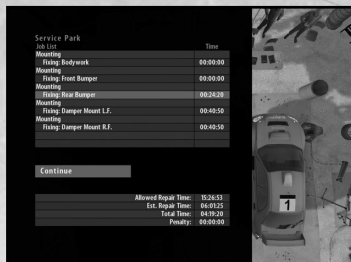 Service Park
Job List Time
Mounting
Fixing: Bodywork 00:00:00
Mounting
Fixing: Front Bumper 00:00:00
Mounting
Fixing: Rear Bumper 00:24:20
Mounting
Fixing: Damper Mount L.F. 00:40:50
Mounting
Fixing: Damper Mount R.F. 00:40:50
Continue
Allowed Repair Time: 15:26:53
Est. Repair Time: 06:01:25
Total Time: 04:19:20
Penalty: 00:00:00
1